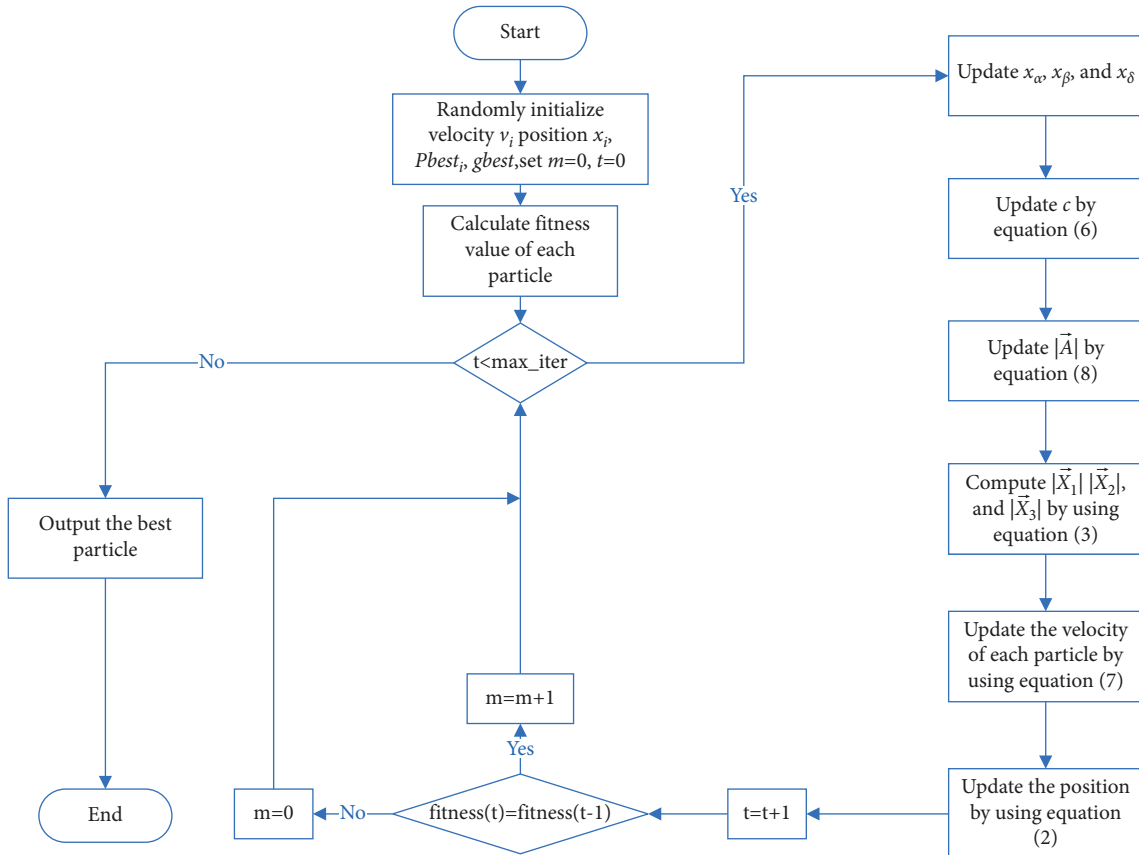 Start
Randomly initialize
velocity vᵢ position xᵢ,
Pbestᵢ, gbest,set m=0, t=0
Calculate fitness
value of each
particle
t<max_iter
No
Yes
Output the best
particle
End
Update xα, xβ, and xδ
Update c by
equation (6)
Update |A⃗| by
equation (8)
Compute |X⃗₁| |X⃗₂|,
and |X⃗₃| by using
equation (3)
Update the velocity
of each particle by
using equation (7)
Update the position
by using equation
(2)
t=t+1
fitness(t)=fitness(t-1)
Yes
m=m+1
No
m=0